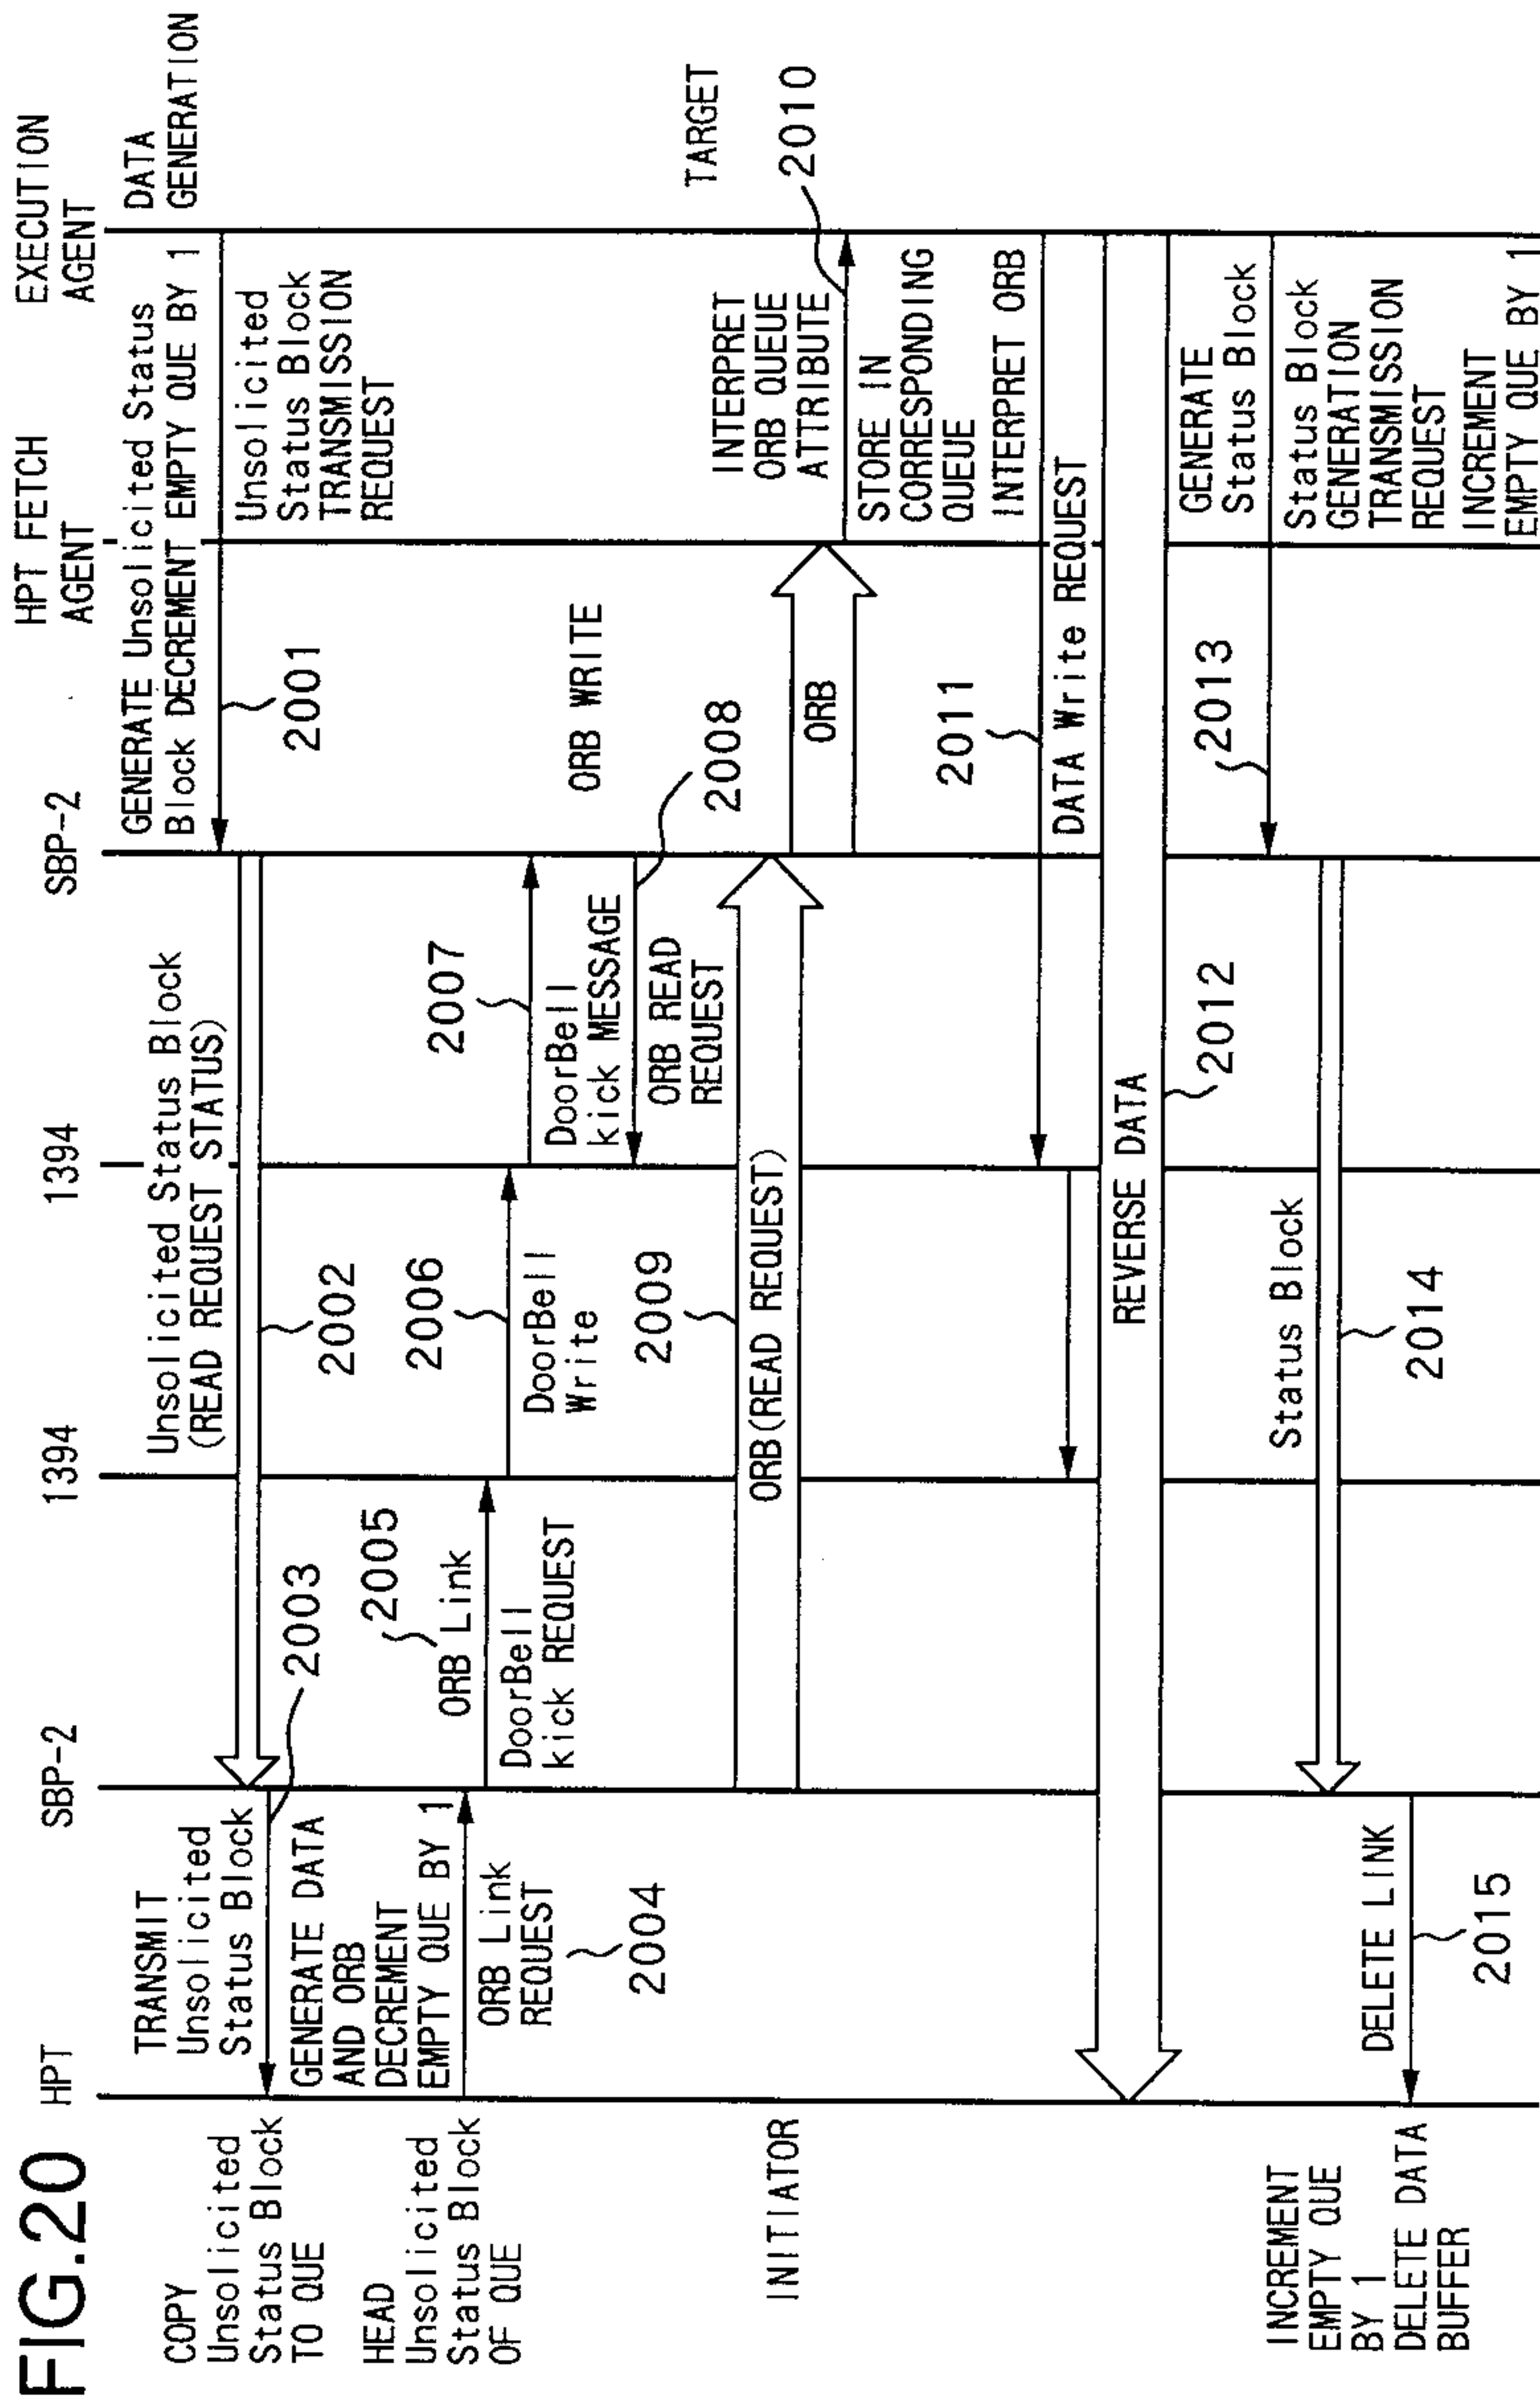 FIG.20
HPT
SBP-2
1394
1394
SBP-2
HPT FETCH
AGENT
EXECUTION
AGENT
COPY
Unsolicited
Status Block
TO QUE
HEAD
Unsolicited
Status Block
OF QUE
INITIATOR
INCREMENT
EMPTY QUE
BY 1
DELETE DATA
BUFFER
TRANSMIT
Unsolicited
Status Block
2003
GENERATE DATA
AND ORB
DECREMENT
EMPTY QUE BY 1
ORB Link
REQUEST
2004
DELETE LINK
2015
2005
ORB Link
DoorBell
kick REQUEST
Unsolicited Status Block
(READ REQUEST STATUS)
2002
2006
DoorBell
Write
2009
ORB(READ REQUEST)
REVERSE DATA
2012
Status Block
2014
2007
DoorBell
kick MESSAGE
ORB READ
REQUEST
2008
GENERATE Unsolicited Status
Block DECREMENT EMPTY QUE BY 1
2001
Unsolicited
Status Block
TRANSMISSION
REQUEST
ORB WRITE
ORB
INTERPRET
ORB QUEUE
ATTRIBUTE
STORE IN
CORRESPONDING
QUEUE
INTERPRET ORB
2011
DATA Write REQUEST
GENERATE
Status Block
2013
Status Block
GENERATION
TRANSMISSION
REQUEST
INCREMENT
EMPTY QUE BY 1
DATA
GENERATION
TARGET
2010